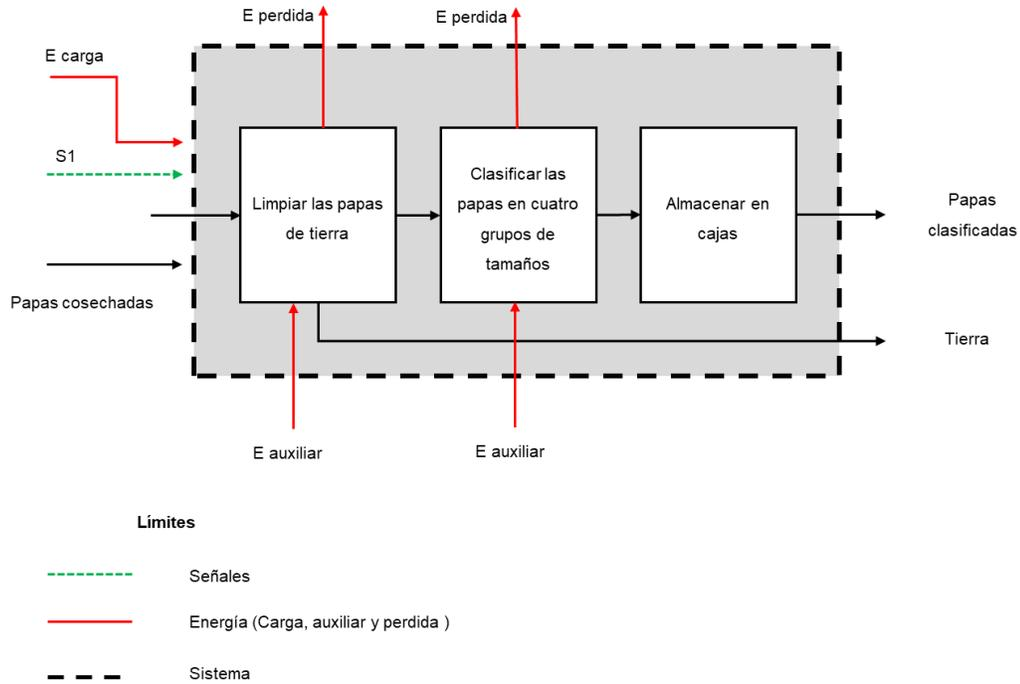 E perdida
E perdida
E carga
S1
Limpiar las papas
de tierra
Clasificar las
papas en cuatro
grupos de
tamaños
Almacenar en
cajas
Papas
clasificadas
Papas cosechadas
Tierra
E auxiliar
E auxiliar
Límites
Señales
Energía (Carga, auxiliar y perdida )
Sistema